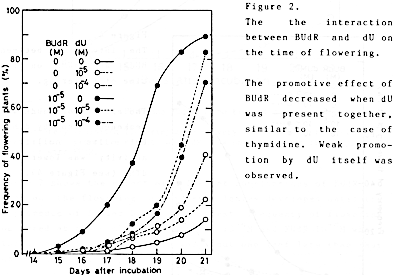 Figure 2.
The the interaction
between BUdR and dU on
the time of flowering.
The promotive effect of
BUdR decreased when dU
was present together,
similar to the case of
thymidine. Weak promo-
tion by dU itself was
observed.
Frequency of flowering plants (%)
100
80
60
40
20
0
BUdR dU
(M) (M)
0 0
0 10-5
0 10-4
10-5 0
10-5 10-5
10-5 10-4
14 15 16 17 18 19 20 21
Days after incubation